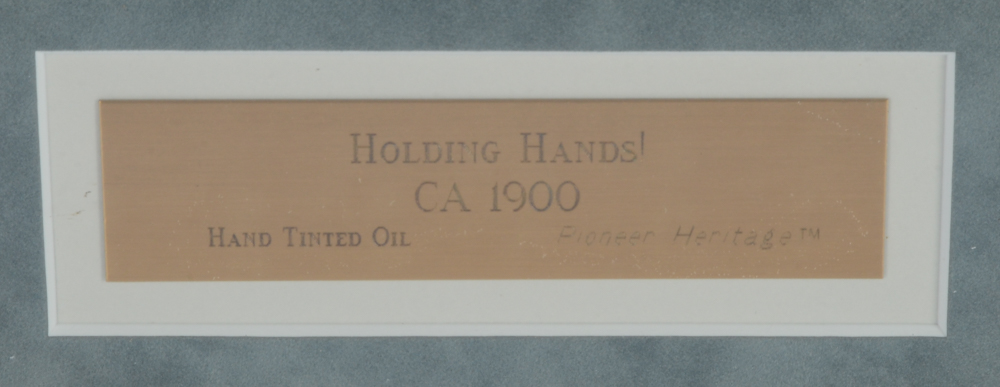 Holding Hands!
CA 1900
Hand Tinted Oil Pioneer Heritage™